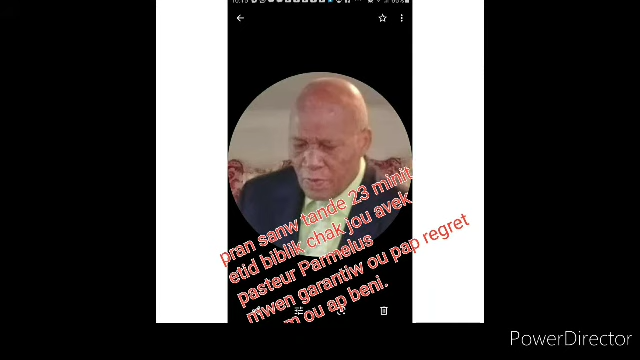 pran sanw tande 23 minit
etid biblik chak jou avek
pasteur Parmeius
mwen garantiw ou pap regret
ou ap beni.
PowerDirector